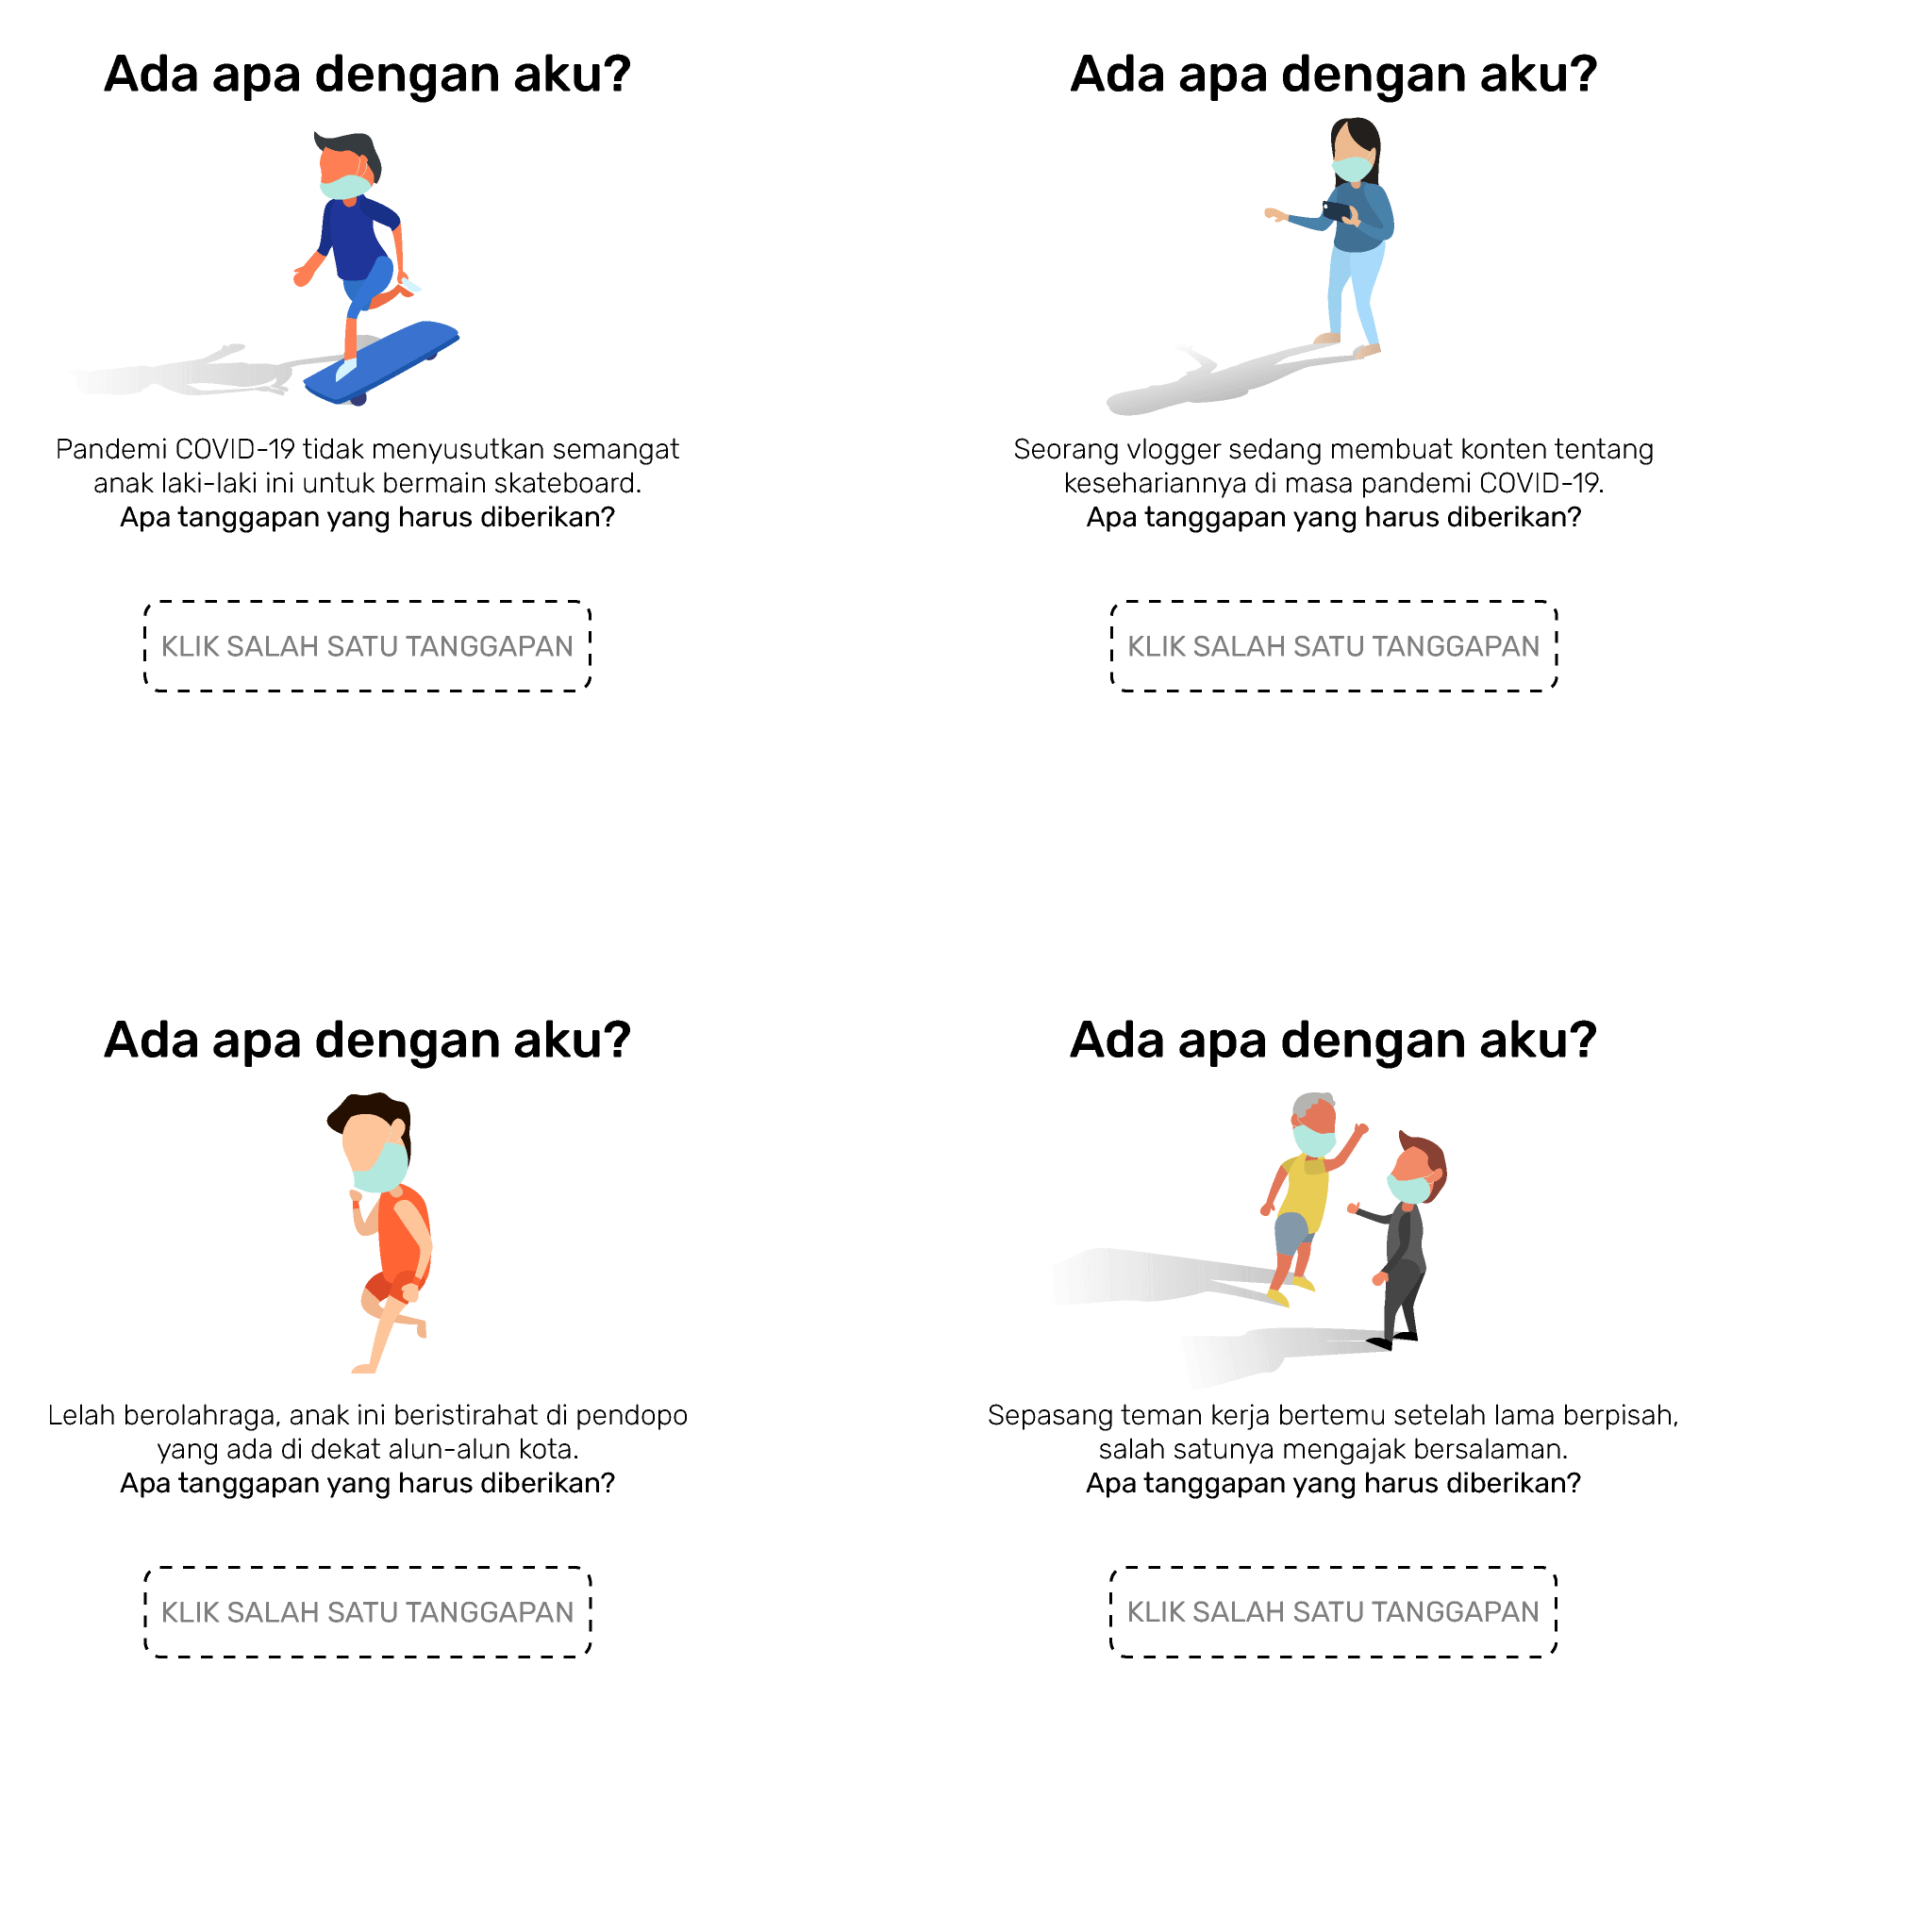 Ada apa dengan aku?
Pandemi COVID-19 tidak menyusutkan semangat
anak laki-laki ini untuk bermain skateboard.
Apa tanggapan yang harus diberikan?
KLIK SALAH SATU TANGGAPAN
Ada apa dengan aku?
Seorang vlogger sedang membuat konten tentang
kesehariannya di masa pandemi COVID-19.
Apa tanggapan yang harus diberikan?
KLIK SALAH SATU TANGGAPAN
Ada apa dengan aku?
Lelah berolahraga, anak ini beristirahat di pendopo
yang ada di dekat alun-alun kota.
Apa tanggapan yang harus diberikan?
KLIK SALAH SATU TANGGAPAN
Ada apa dengan aku?
Sepasang teman kerja bertemu setelah lama berpisah,
salah satunya mengajak bersalaman.
Apa tanggapan yang harus diberikan?
KLIK SALAH SATU TANGGAPAN